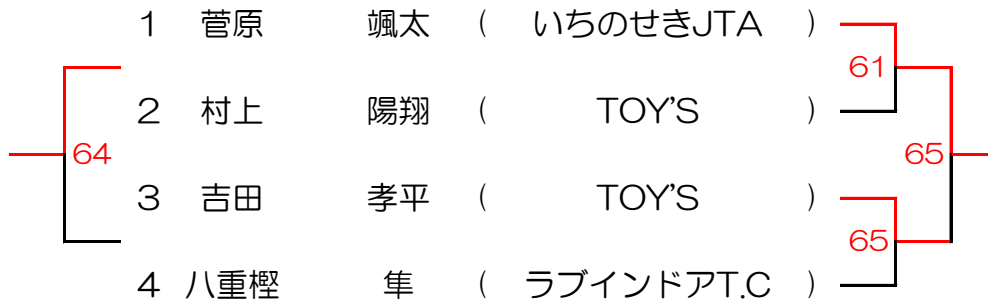 1 菅原 颯太 ( いちのせきJTA )
61
2 村上 陽翔 ( TOY'S )
64 65
3 吉田 孝平 ( TOY'S )
65
4 八重樫 隼 ( ラブインドアT.C )